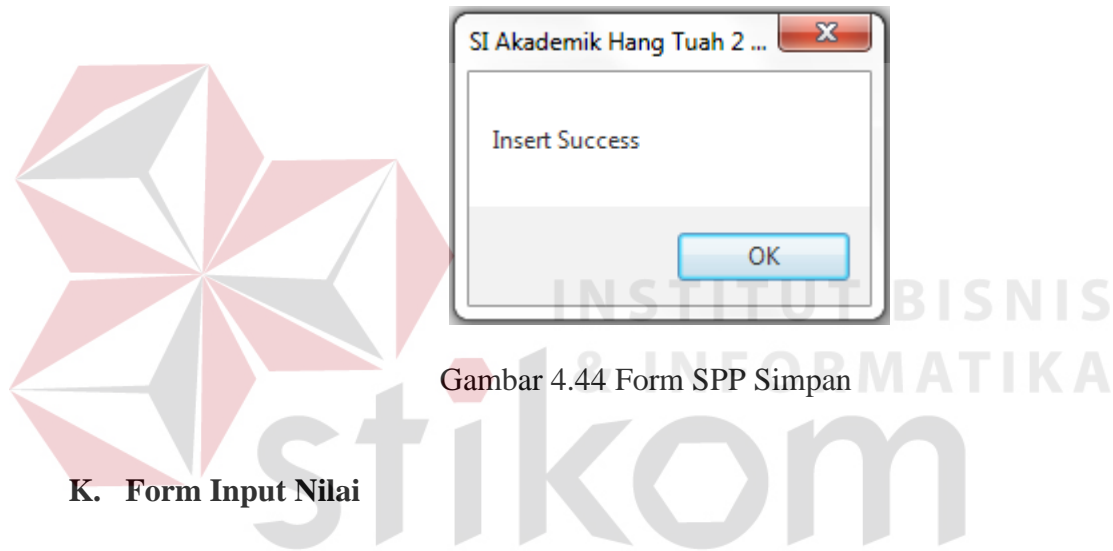 SI Akademik Hang Tuah 2 ...
Insert Success
OK
INSTITUT BISNIS
& INFORMATIKA
stikom
Gambar 4.44 Form SPP Simpan
K. Form Input Nilai